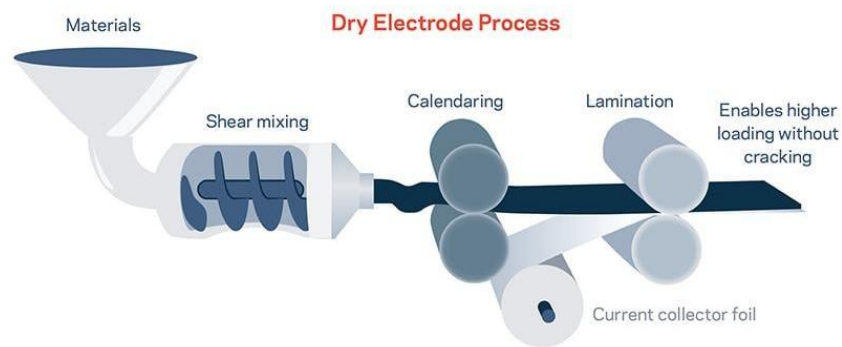 Dry Electrode Process
Materials
Shear mixing
Calendaring
Lamination
Enables higher
loading without
cracking
Current collector foil